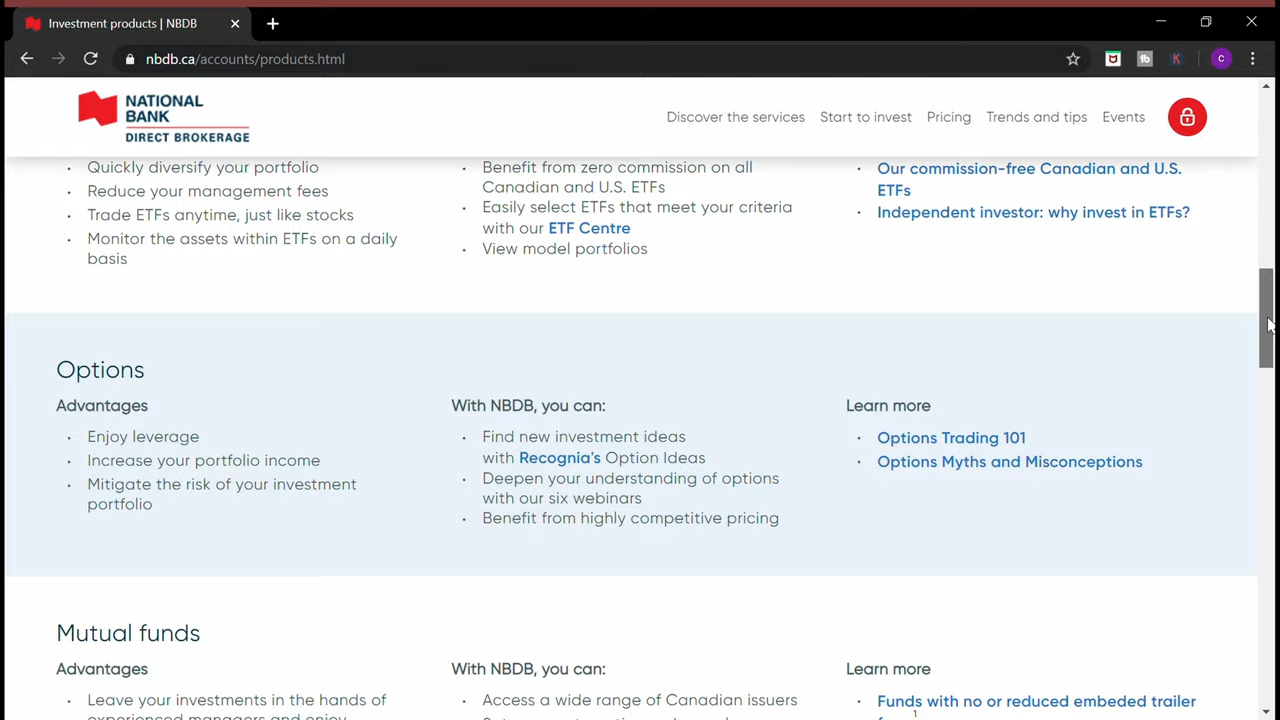 Investment products | NBDB
nbdb.ca/accounts/products.html
tb
K
C
NATIONAL
BANK
DIRECT BROKERAGE
Discover the services
Start to invest
Pricing
Trends and tips
Events
• Quickly diversify your portfolio
• Reduce your management fees
• Trade ETFs anytime, just like stocks
• Monitor the assets within ETFs on a daily
basis
• Benefit from zero commission on all
Canadian and U.S. ETFs
• Easily select ETFs that meet your criteria
with our ETF Centre
• View model portfolios
• Our commission-free Canadian and U.S.
ETFs
• Independent investor: why invest in ETFs?
Options
Advantages
• Enjoy leverage
• Increase your portfolio income
• Mitigate the risk of your investment
portfolio
With NBDB, you can:
• Find new investment ideas
with Recognia's Option Ideas
• Deepen your understanding of options
with our six webinars
• Benefit from highly competitive pricing
Learn more
• Options Trading 101
• Options Myths and Misconceptions
Mutual funds
Advantages
• Leave your investments in the hands of
experienced managers and enjoy
With NBDB, you can:
• Access a wide range of Canadian issuers
Learn more
• Funds with no or reduced embeded trailer
1